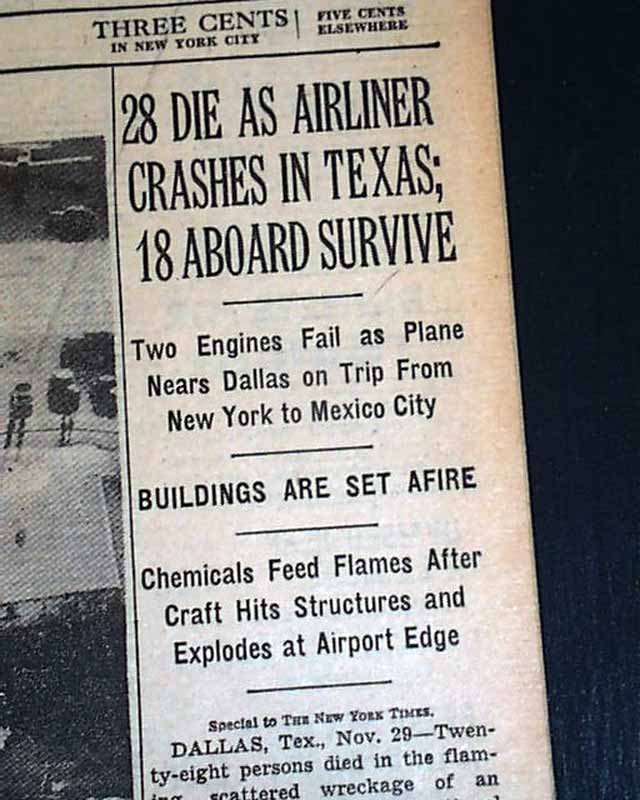 THREE CENTS
IN NEW YORK CITY
FIVE CENTS
ELSEWHERE
28 DIE AS AIRLINER
CRASHES IN TEXAS;
18 ABOARD SURVIVE
Two Engines Fail as Plane
Nears Dallas on Trip From
New York to Mexico City
BUILDINGS ARE SET AFIRE
Chemicals Feed Flames After
Craft Hits Structures and
Explodes at Airport Edge
Special to THE NEW YORK TIMES.
DALLAS, Tex., Nov. 29—Twen-
ty-eight persons died in the flam-
ing, scattered wreckage of an